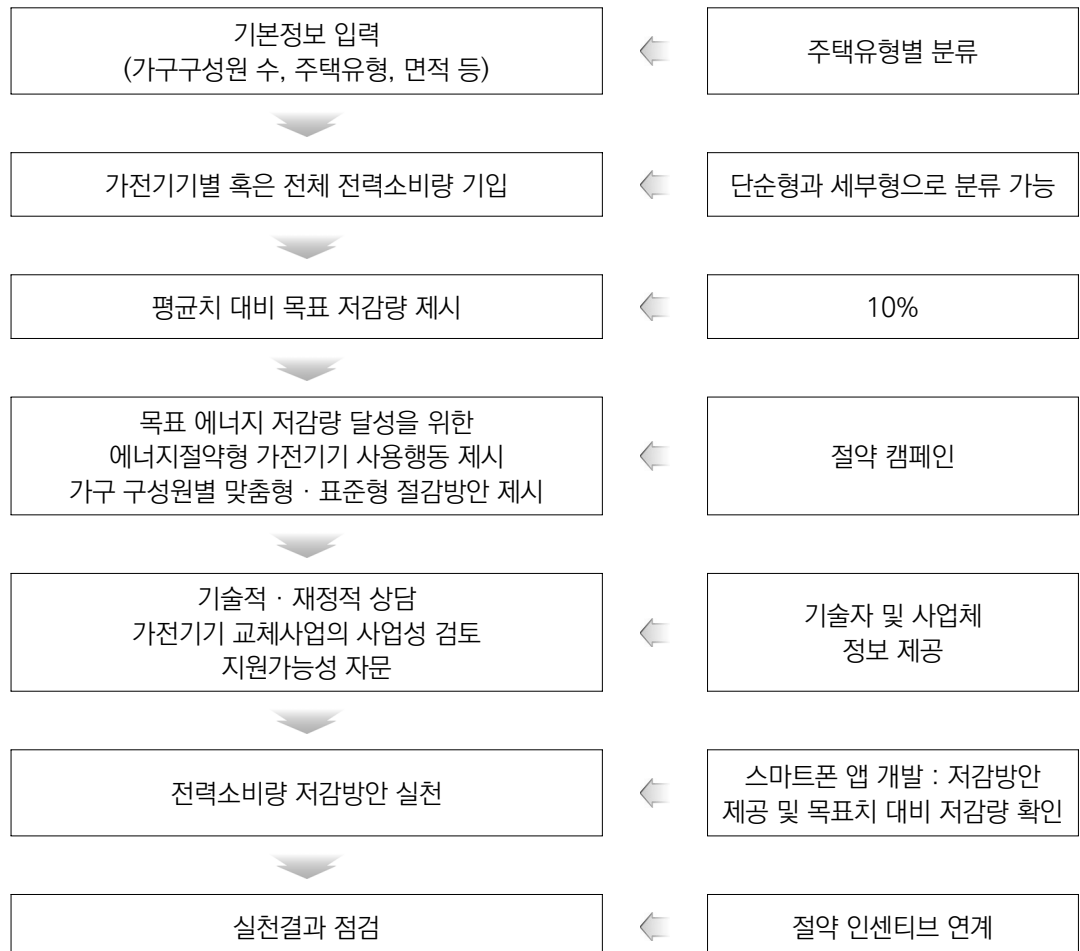 기본정보 입력
(가구구성원 수, 주택유형, 면적 등)
주택유형별 분류
가전기기별 혹은 전체 전력소비량 기입
단순형과 세부형으로 분류 가능
평균치 대비 목표 저감량 제시
10%
목표 에너지 저감량 달성을 위한
에너지절약형 가전기기 사용행동 제시
가구 구성원별 맞춤형 · 표준형 절감방안 제시
절약 캠페인
기술적 · 재정적 상담
가전기기 교체사업의 사업성 검토
지원가능성 자문
기술자 및 사업체
정보 제공
전력소비량 저감방안 실천
스마트폰 앱 개발 : 저감방안
제공 및 목표치 대비 저감량 확인
실천결과 점검
절약 인센티브 연계